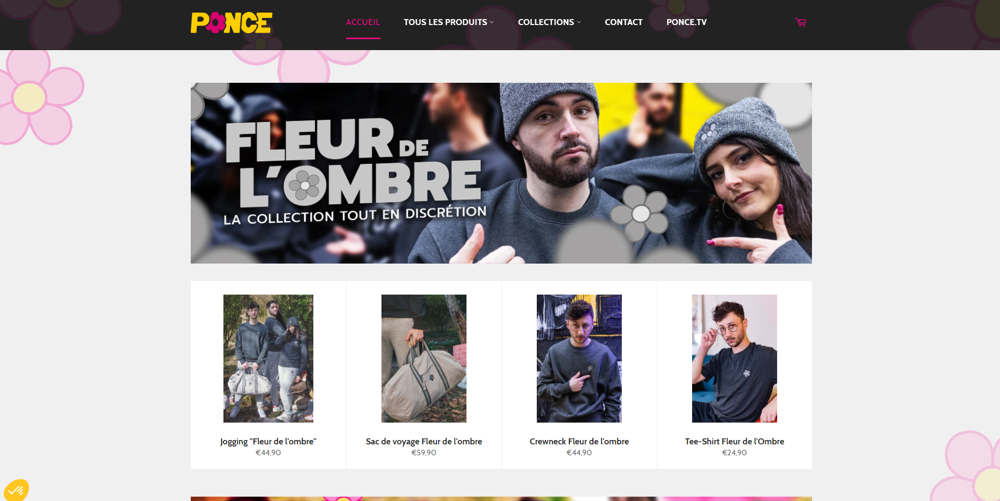 PONCE
ACCUEIL
TOUS LES PRODUITS
COLLECTIONS
CONTACT
PONCE.TV
FLEUR DE
L'OMBRE
LA COLLECTION TOUT EN DISCRÉTION
Jogging "Fleur de l'ombre"
€44,90
Sac de voyage Fleur de l'ombre
€59,90
Crewneck Fleur de l'ombre
€44,90
Tee-Shirt Fleur de l'Ombre
€24,90